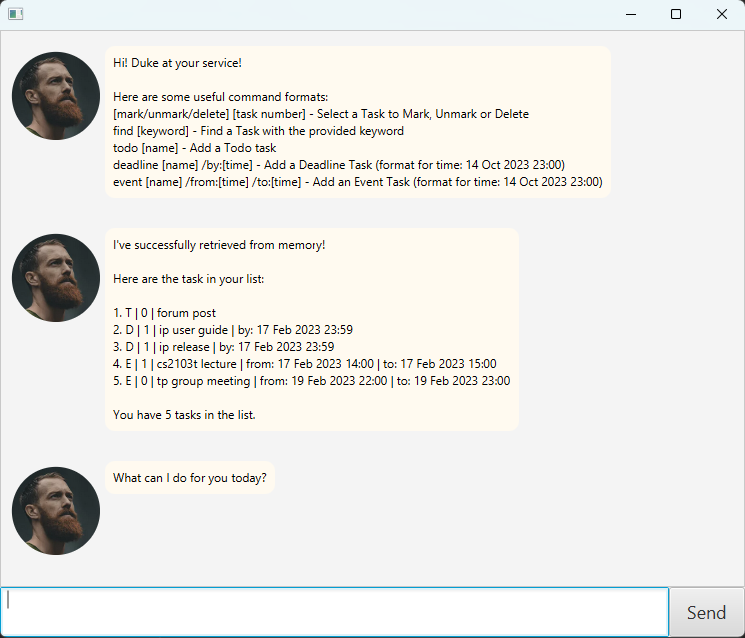 Hi! Duke at your service!
Here are some useful command formats:
[mark/unmark/delete] [task number] - Select a Task to Mark, Unmark or Delete
find [keyword] - Find a Task with the provided keyword
todo [name] - Add a Todo task
deadline [name] /by:[time] - Add a Deadline Task (format for time: 14 Oct 2023 23:00)
event [name] /from:[time] /to:[time] - Add an Event Task (format for time: 14 Oct 2023 23:00)
I've successfully retrieved from memory!
Here are the task in your list:
1. T | 0 | forum post
2. D | 1 | ip user guide | by: 17 Feb 2023 23:59
3. D | 1 | ip release | by: 17 Feb 2023 23:59
4. E | 1 | cs2103t lecture | from: 17 Feb 2023 14:00 | to: 17 Feb 2023 15:00
5. E | 0 | tp group meeting | from: 19 Feb 2023 22:00 | to: 19 Feb 2023 23:00
You have 5 tasks in the list.
What can I do for you today?
Send